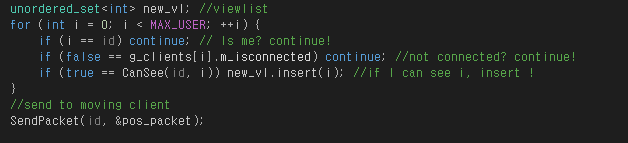 unordered_set<int> new_vl; //viewlist
for (int i = 0; i < MAX_USER; ++i) {
if (i == id) continue; // Is me? continue!
if (false == g_clients[i].m_isconnected) continue; //not connected? continue!
if (true == CanSee(id, i)) new_vl.insert(i); //if I can see i, insert !
}
//send to moving client
SendPacket(id, &pos_packet);